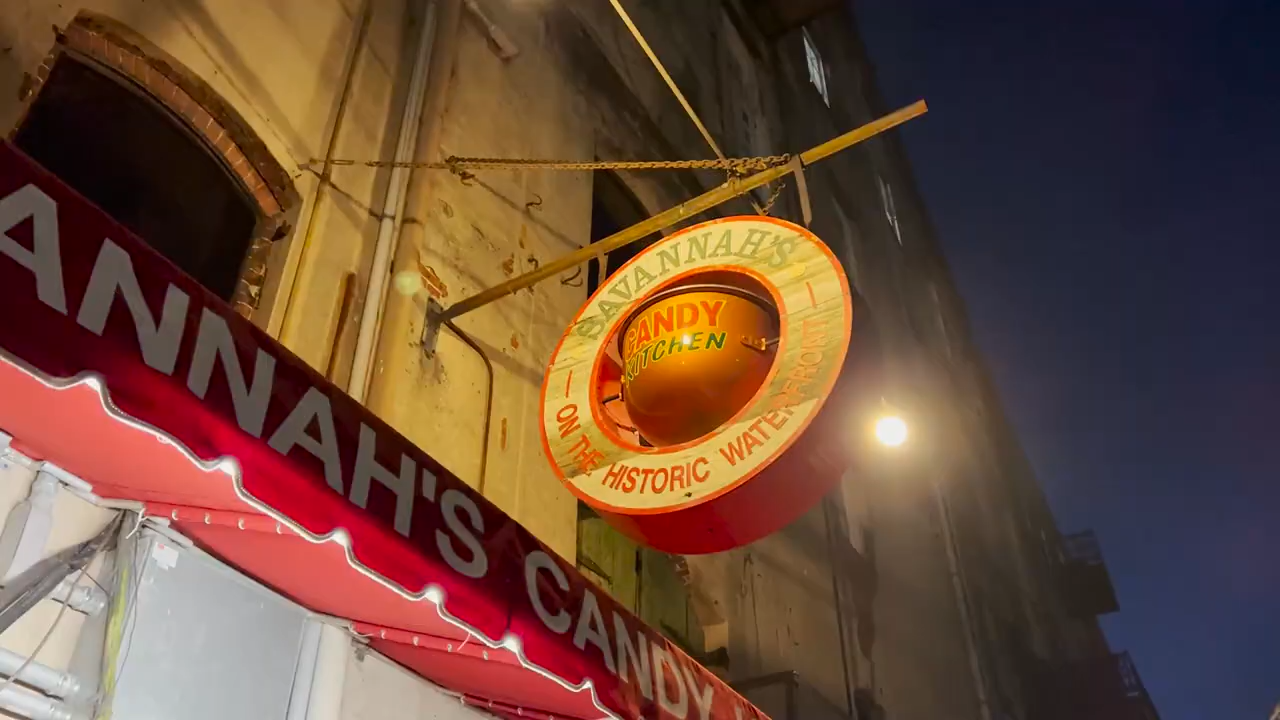 SAVANNAH'S
CANDY
KITCHEN
ON THE HISTORIC WATERFRONT
ANNAH'S CANDY